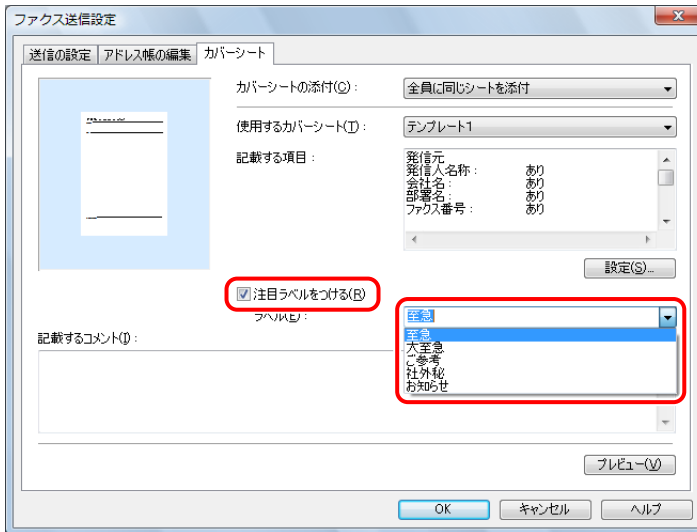 ファクス送信設定
送信の設定 アドレス帳の編集 カバーシート
カバーシートの添付(C): 全員に同じシートを添付
使用するカバーシート(T): テンプレート1
記載する項目:
発信元
発信人名称: あり
会社名: あり
部署名: あり
ファクス番号: あり
設定(S)...
注目ラベルをつける(R)
ラベル(E): 至急
至急
大至急
ご参考
社外秘
お知らせ
記載するコメント(I):
プレビュー(V)
OK キャンセル ヘルプ